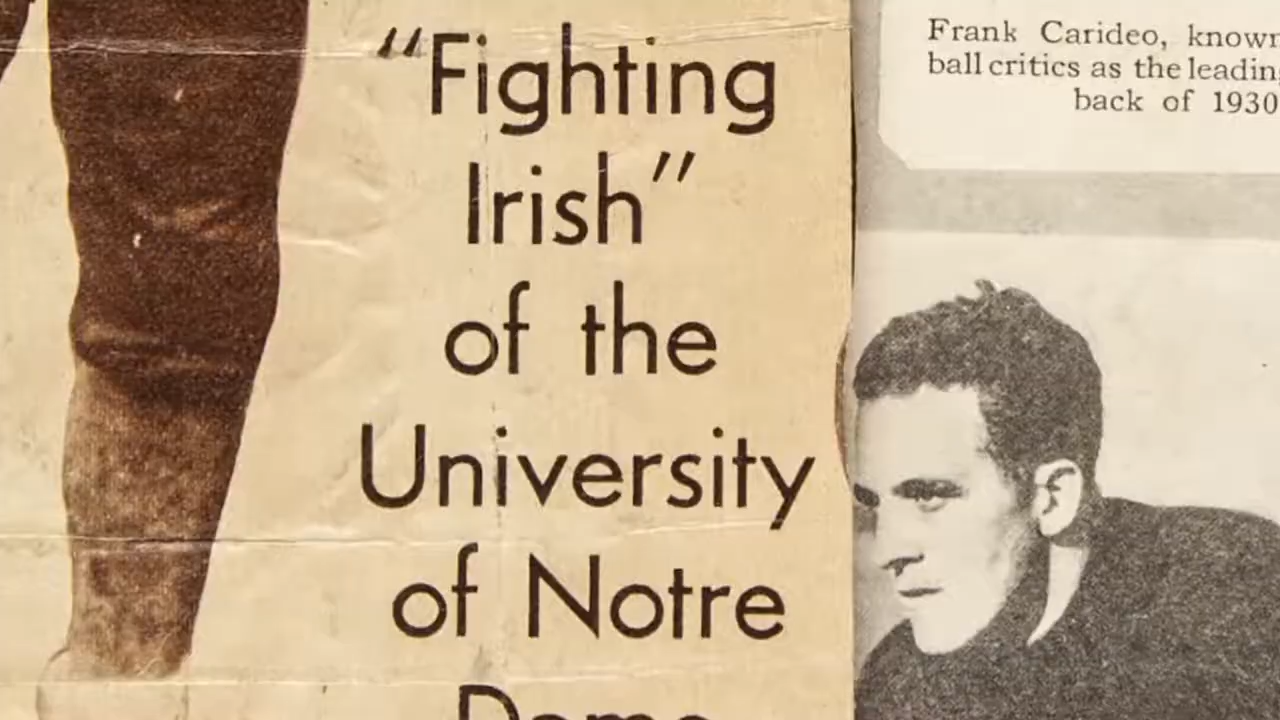 “Fighting
Irish”
of the
University
of Notre
Dame
Frank Carideo, known
ball critics as the leading
back of 1930